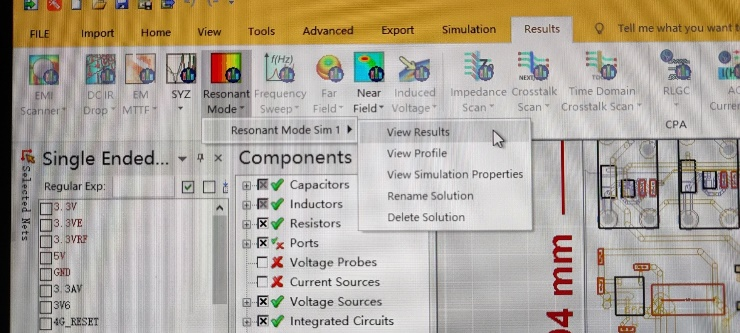 FILE Import Home View Tools Advanced Export Simulation Results Tell me what you want t
EMI Scanner
DC IR Drop
EM MTTF
SYZ
Resonant Mode
f(Hz) Frequency Sweep
Far Field
Near Field
Induced Voltage
Impedance Scan
NEXT Crosstalk Scan
Time Domain Crosstalk Scan
RLGC
AC Curre
CPA
Resonant Mode Sim 1
View Results
View Profile
View Simulation Properties
Rename Solution
Delete Solution
Selected Nets
Single Ended...
Regular Exp:
3.3V
3.3VE
3.3VRF
5V
GND
3.3AV
3V6
4G_RESET
Components
Capacitors
Inductors
Resistors
Ports
Voltage Probes
Current Sources
Voltage Sources
Integrated Circuits
04 mm